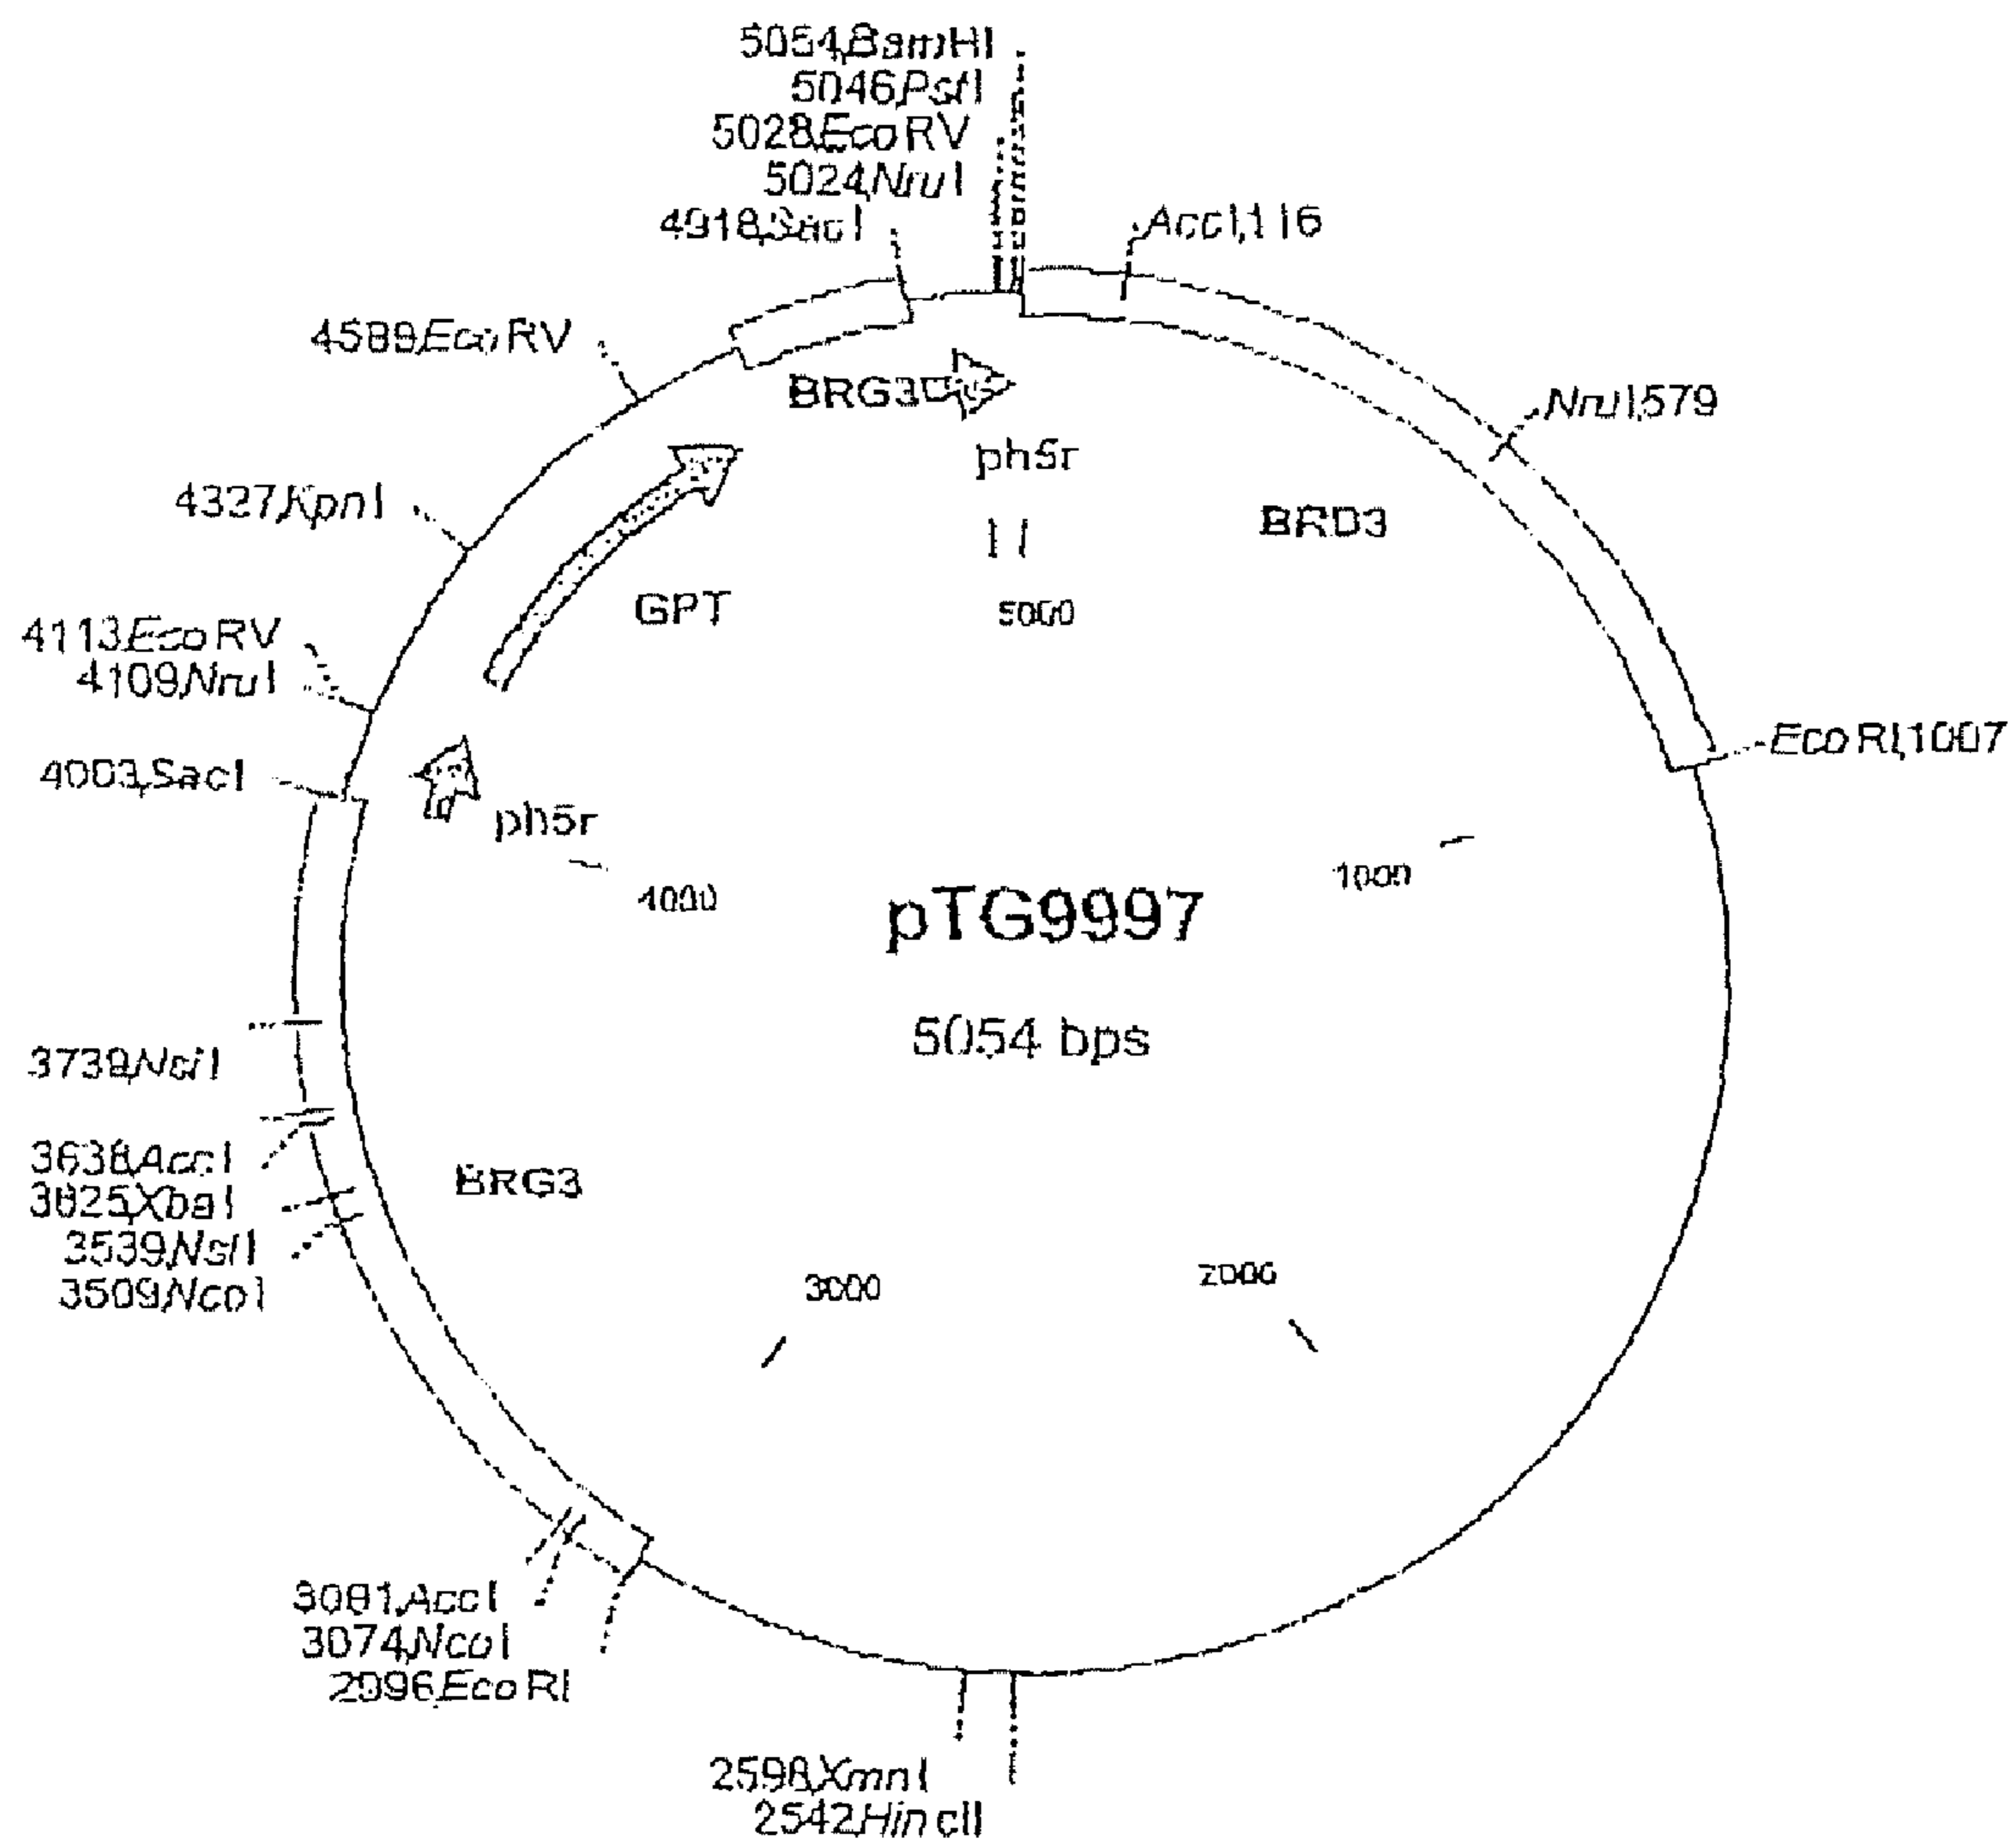 5054,BamHI
5046,PstI
5028,EcoRV
5024,NruI
4918,SacI
AccI,116
4589,EcoRV
BRG3
NruI,579
ph5r
4327,KpnI
BRD3
GPT
5000
4113,EcoRV
4109,NruI
EcoRI,1007
4003,SacI
ph5r
1000
4000
pTG9997
5054 bps
3739,NsiI
3638,AccI
3625,XbaI
BRG3
3539,NsiI
3509,NcoI
3000
2000
3081,AccI
3074,NcoI
2996,EcoRI
2598,XmnI
2542,HincII